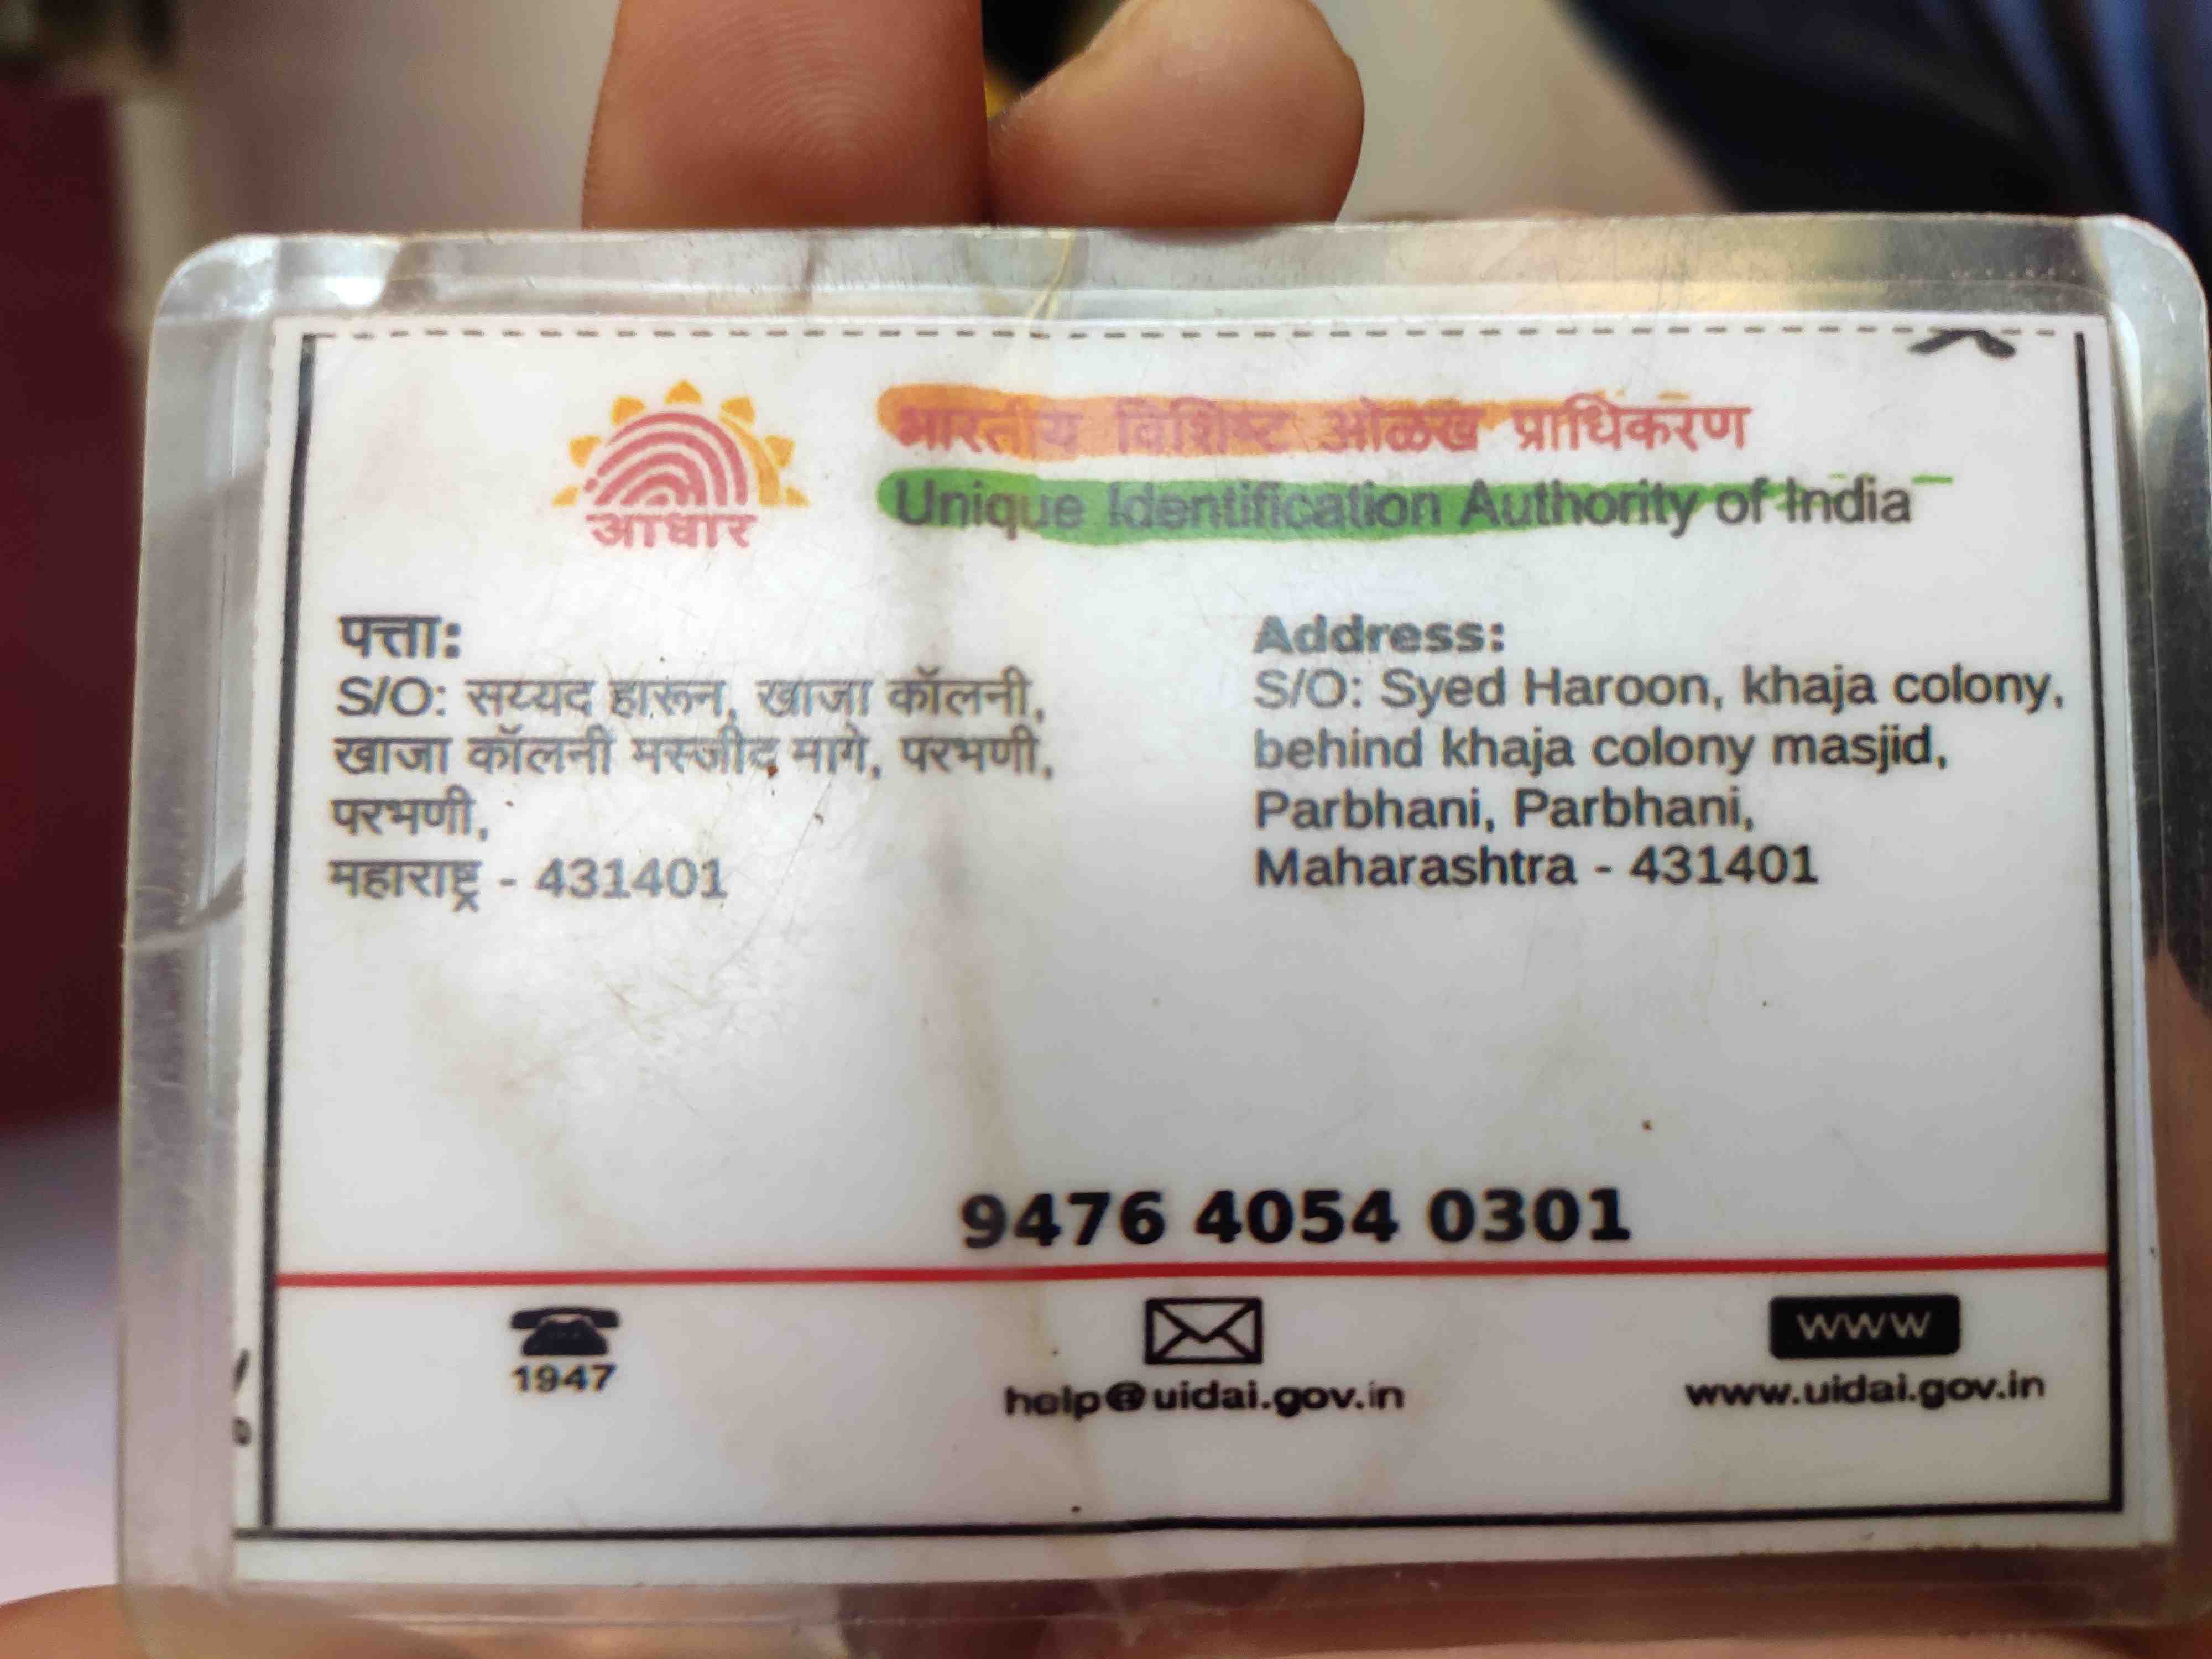 भारतीय विशिष्ट ओळख प्राधिकरण
Unique Identification Authority of India
आधार
पत्ता:
S/O: सय्यद हारून, खाजा कॉलनी,
खाजा कॉलनी मस्जीद मागे, परभणी,
परभणी,
महाराष्ट्र - 431401
Address:
S/O: Syed Haroon, khaja colony,
behind khaja colony masjid,
Parbhani, Parbhani,
Maharashtra - 431401
9476 4054 0301
1947
help@uidai.gov.in
WWW
www.uidai.gov.in